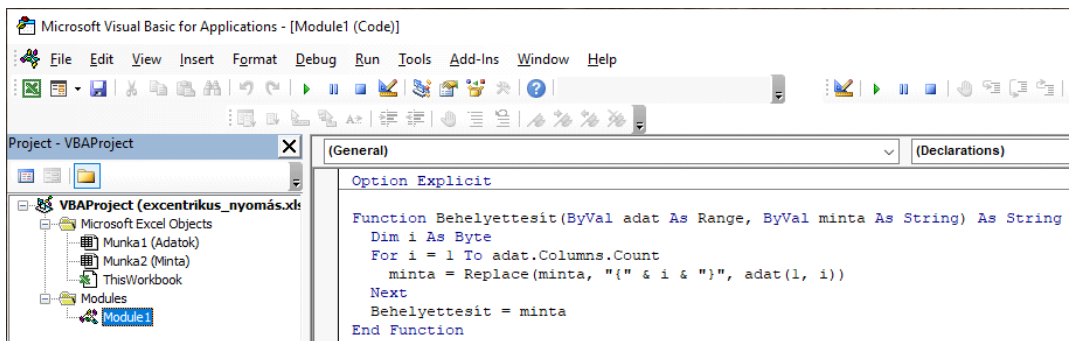 Microsoft Visual Basic for Applications - [Module1 (Code)]
File Edit View Insert Format Debug Run Tools Add-Ins Window Help
Project - VBAProject
(General)
(Declarations)
VBAProject (excentrikus_nyomás.xls
Microsoft Excel Objects
Munka1 (Adatok)
Munka2 (Minta)
ThisWorkbook
Modules
Module1
Option Explicit
Function Behelyettesít(ByVal adat As Range, ByVal minta As String) As String
Dim i As Byte
For i = 1 To adat.Columns.Count
minta = Replace(minta, "{" & i & "}", adat(1, i))
Next
Behelyettesít = minta
End Function